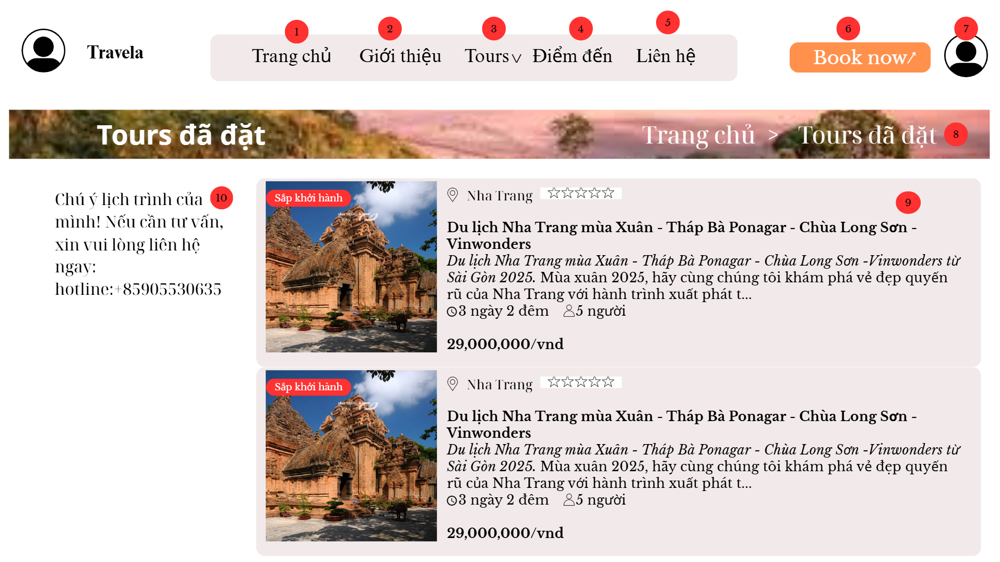 1
2
3
4
5
6
7
Travela
Trang chủ
Giới thiệu
Tours
Điểm đến
Liên hệ
Book now
Tours đã đặt
Trang chủ > Tours đã đặt
8
Chú ý lịch trình của
mình! Nếu cần tư vấn,
xin vui lòng liên hệ
ngay:
hotline:+85905530635
10
Sắp khởi hành
NHA TRANG
Nha Trang
9
Du lịch Nha Trang mùa Xuân - Tháp Bà Ponagar - Chùa Long Sơn -
Vinwonders
Du lịch Nha Trang mùa Xuân - Tháp Bà Ponagar - Chùa Long Sơn -Vinwonders từ
Sài Gòn 2025. Mùa xuân 2025, hãy cùng chúng tôi khám phá vẻ đẹp quyến
rũ của Nha Trang với hành trình xuất phát t...
3 ngày 2 đêm 5 người
29,000,000/vnd
Sắp khởi hành
NHA TRANG
Nha Trang
Du lịch Nha Trang mùa Xuân - Tháp Bà Ponagar - Chùa Long Sơn -
Vinwonders
Du lịch Nha Trang mùa Xuân - Tháp Bà Ponagar - Chùa Long Sơn -Vinwonders từ
Sài Gòn 2025. Mùa xuân 2025, hãy cùng chúng tôi khám phá vẻ đẹp quyến
rũ của Nha Trang với hành trình xuất phát t...
3 ngày 2 đêm 5 người
29,000,000/vnd